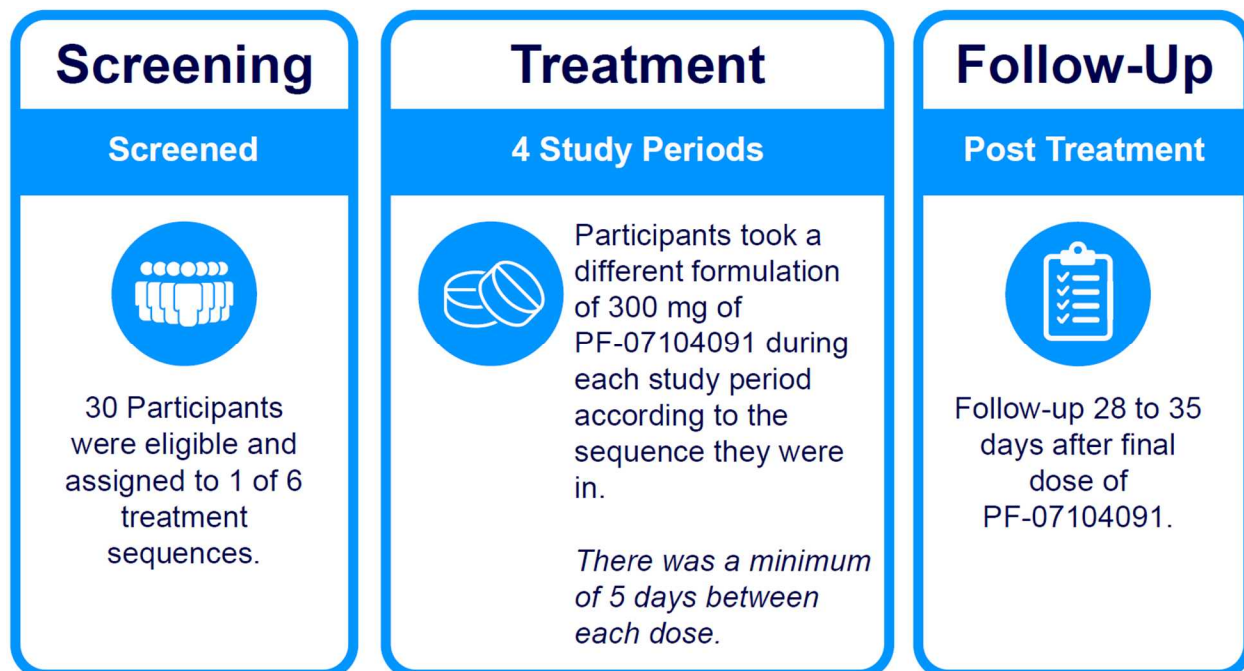 Screening
Screened
30 Participants
were eligible and
assigned to 1 of 6
treatment
sequences.
Treatment
4 Study Periods
Participants took a
different formulation
of 300 mg of
PF-07104091 during
each study period
according to the
sequence they were
in.
There was a minimum
of 5 days between
each dose.
Follow-Up
Post Treatment
Follow-up 28 to 35
days after final
dose of
PF-07104091.